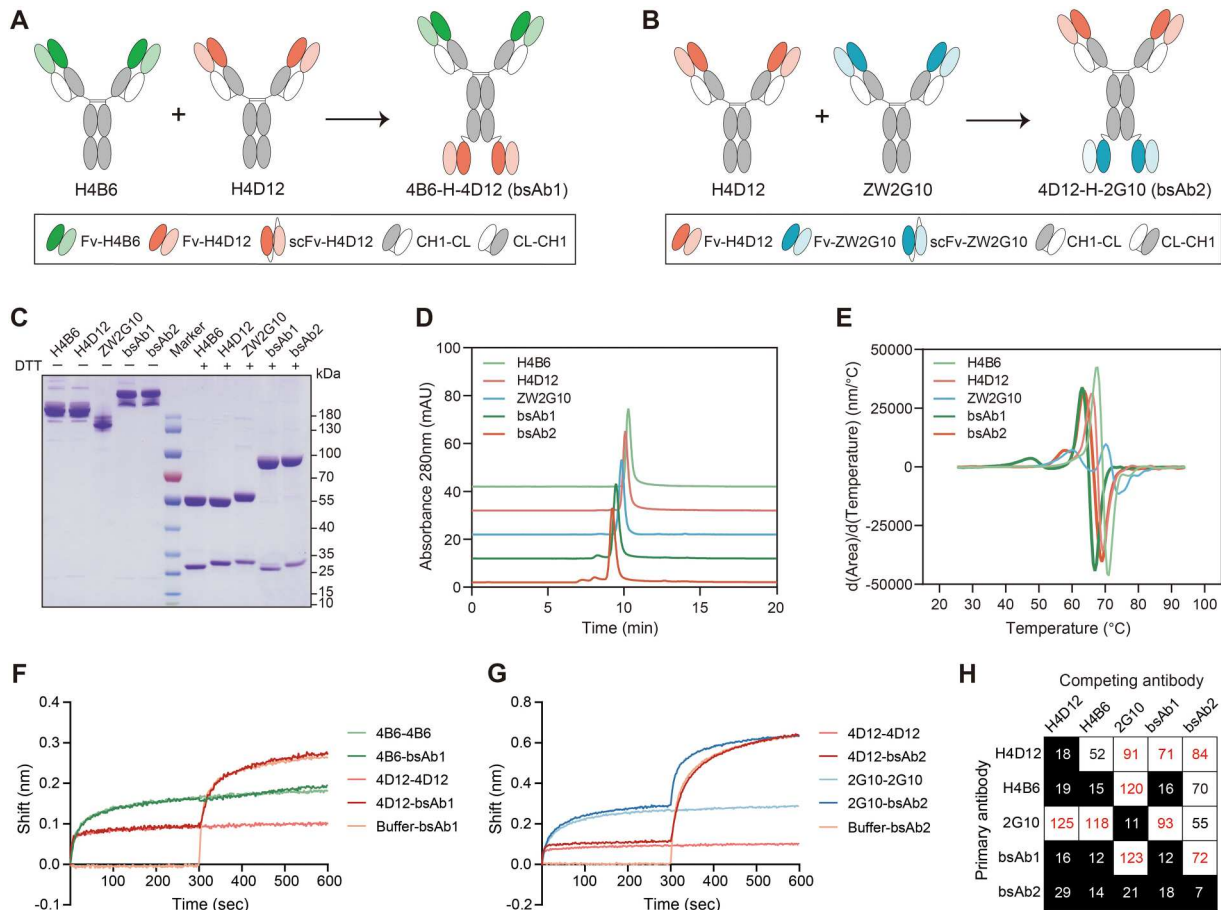 A
B
+
+
H4B6
H4D12
4B6-H-4D12 (bsAb1)
H4D12
ZW2G10
4D12-H-2G10 (bsAb2)
Fv-H4B6
Fv-H4D12
scFv-H4D12
CH1-CL
CL-CH1
Fv-H4D12
Fv-ZW2G10
scFv-ZW2G10
CH1-CL
CL-CH1
C
H4B6
H4D12
ZW2G10
bsAb1
bsAb2
Marker
H4B6
H4D12
ZW2G10
bsAb1
bsAb2
DTT − − − − − + + + + +
kDa
180
130
100
70
55
40
35
25
15
10
D
100
80
60
40
20
0
Absorbance 280nm (mAU)
H4B6
H4D12
ZW2G10
bsAb1
bsAb2
0 5 10 15 20
Time (min)
E
50000
25000
0
-25000
-50000
d(Area)/d(Temperature) (nm/°C)
H4B6
H4D12
ZW2G10
bsAb1
bsAb2
20 30 40 50 60 70 80 90 100
Temperature (°C)
F
0.4
0.3
0.2
0.1
0.0
-0.1
Shift (nm)
100 200 300 400 500 600
Time (sec)
4B6-4B6
4B6-bsAb1
4D12-4D12
4D12-bsAb1
Buffer-bsAb1
G
0.8
0.6
0.4
0.2
0.0
-0.2
Shift (nm)
100 200 300 400 500 600
Time (sec)
4D12-4D12
4D12-bsAb2
2G10-2G10
2G10-bsAb2
Buffer-bsAb2
H
Competing antibody
H4D12
H4B6
2G10
bsAb1
bsAb2
Primary antibody
H4D12 18 52 91 71 84
H4B6 19 15 120 16 70
2G10 125 118 11 93 55
bsAb1 16 12 123 12 72
bsAb2 29 14 21 18 7